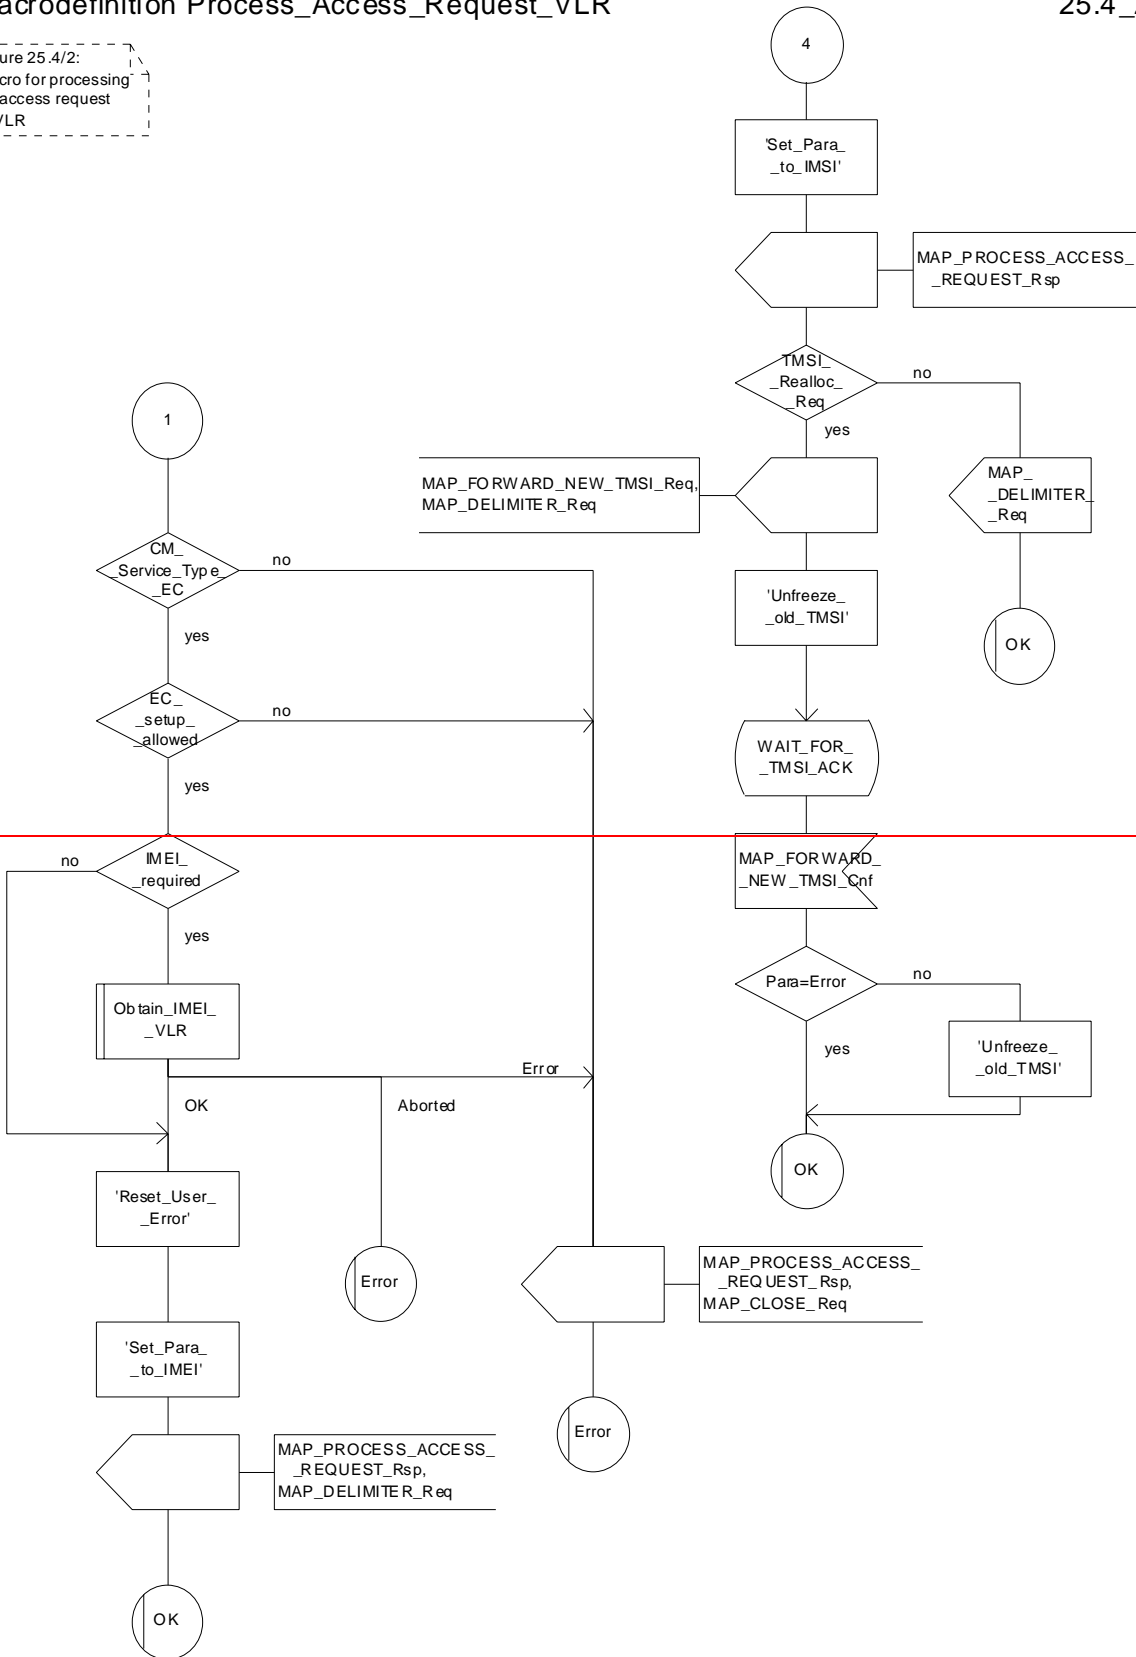 acrodefinition Process_Access_Request_VLR
25.4_
ure 25.4/2:
cro for processing
access request
VLR
4
'Set_Para_
_to_IMSI'
MAP_PROCESS_ACCESS_
_REQUEST_Rsp
TMSI_
_Realloc_
_Req
no
yes
MAP_FORWARD_NEW_TMSI_Req,
MAP_DELIMITER_Req
MAP_
_DELIMITER_
_Req
'Unfreeze_
_old_TMSI'
OK
WAIT_FOR_
_TMSI_ACK
MAP_FORWARD_
_NEW_TMSI_Cnf
Para=Error
no
yes
'Unfreeze_
_old_TMSI'
OK
1
CM_
_Service_Type_
_EC
no
yes
EC_
_setup_
_allowed
no
yes
IMEI_
_required
no
yes
Obtain_IMEI_
_VLR
Error
OK
Aborted
'Reset_User_
_Error'
Error
MAP_PROCESS_ACCESS_
_REQUEST_Rsp,
MAP_CLOSE_Req
'Set_Para_
_to_IMEI'
Error
MAP_PROCESS_ACCESS_
_REQUEST_Rsp,
MAP_DELIMITER_Req
OK